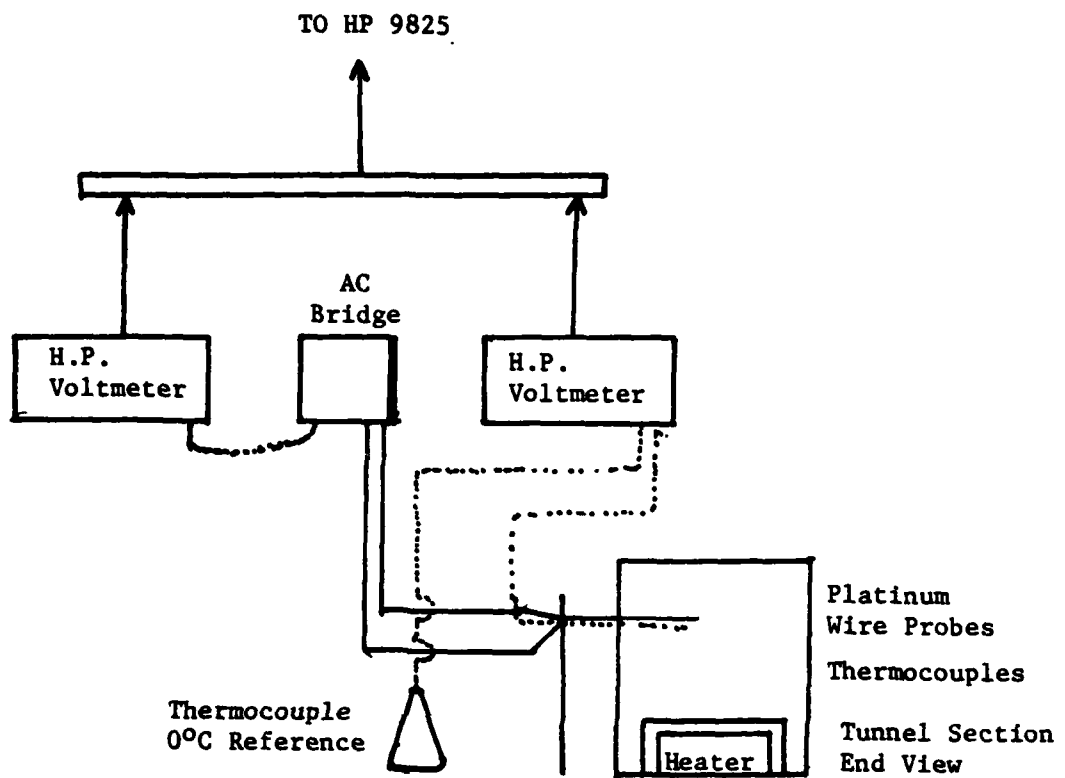 TO HP 9825
AC
Bridge
H.P.
Voltmeter
H.P.
Voltmeter
Platinum
Wire Probes
Thermocouples
Thermocouple
0°C Reference
Tunnel Section
End View
Heater